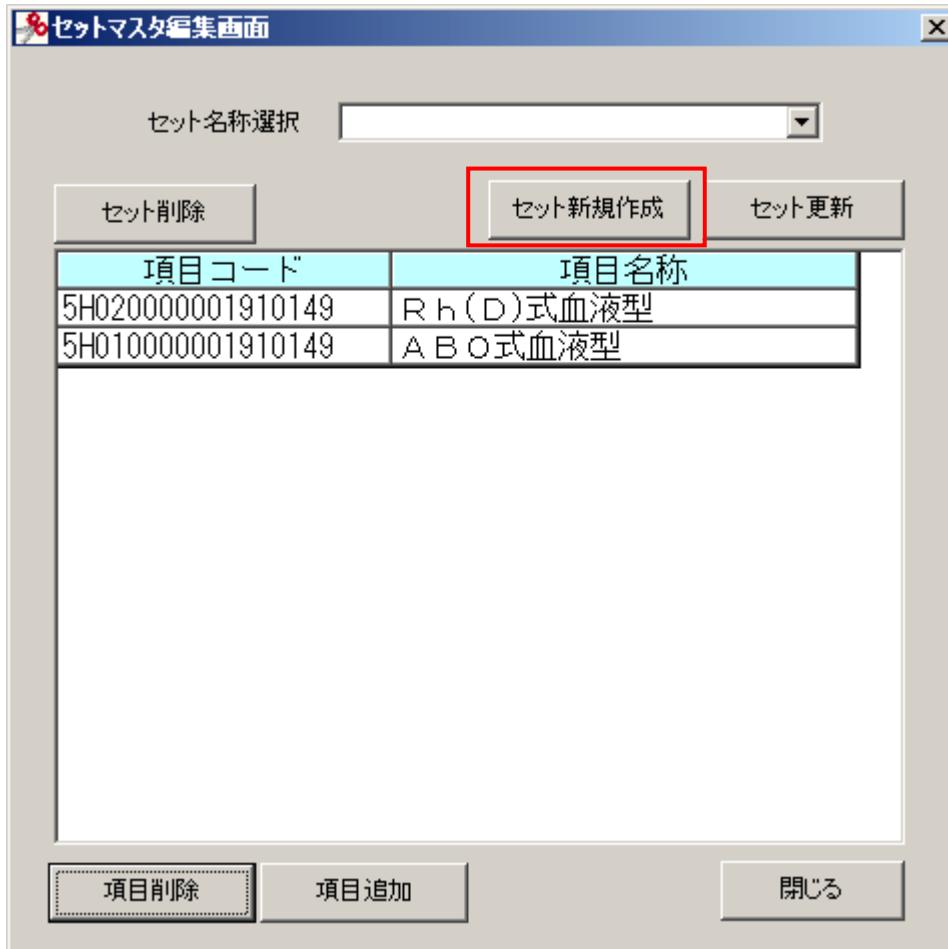 セットマスタ編集画面
セット名称選択
セット削除 セット新規作成 セット更新
項目コード 項目名称
5H020000001910149 Ｒｈ(Ｄ)式血液型
5H010000001910149 ＡＢＯ式血液型
項目削除 項目追加 閉じる